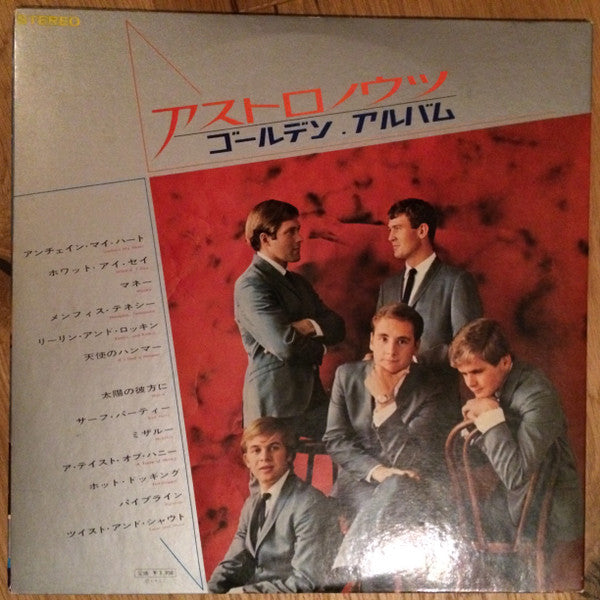 STEREO
アストロノウツ
ゴールデン・アルバム
アンチェイン・マイ・ハート
ホワット・アイ・セイ
マネー
メンフィス・テネシー
リーリン・アンド・ロッキン
天使のハンマー
太陽の彼方に
サーフ・パーティー
ミザルー
ア・テイスト・オブ・ハニー
ホット・ドッキング
パイプライン
ツイスト・アンド・シャウト